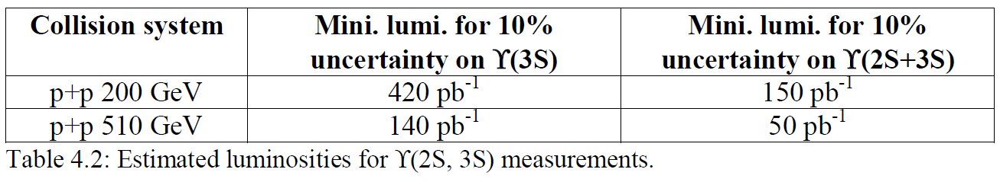 Collision system Mini. lumi. for 10% Mini. lumi. for 10%
uncertainty on ϒ(3S) uncertainty on ϒ(2S+3S)
p+p 200 GeV 420 pb⁻¹ 150 pb⁻¹
p+p 510 GeV 140 pb⁻¹ 50 pb⁻¹
Table 4.2: Estimated luminosities for ϒ(2S, 3S) measurements.